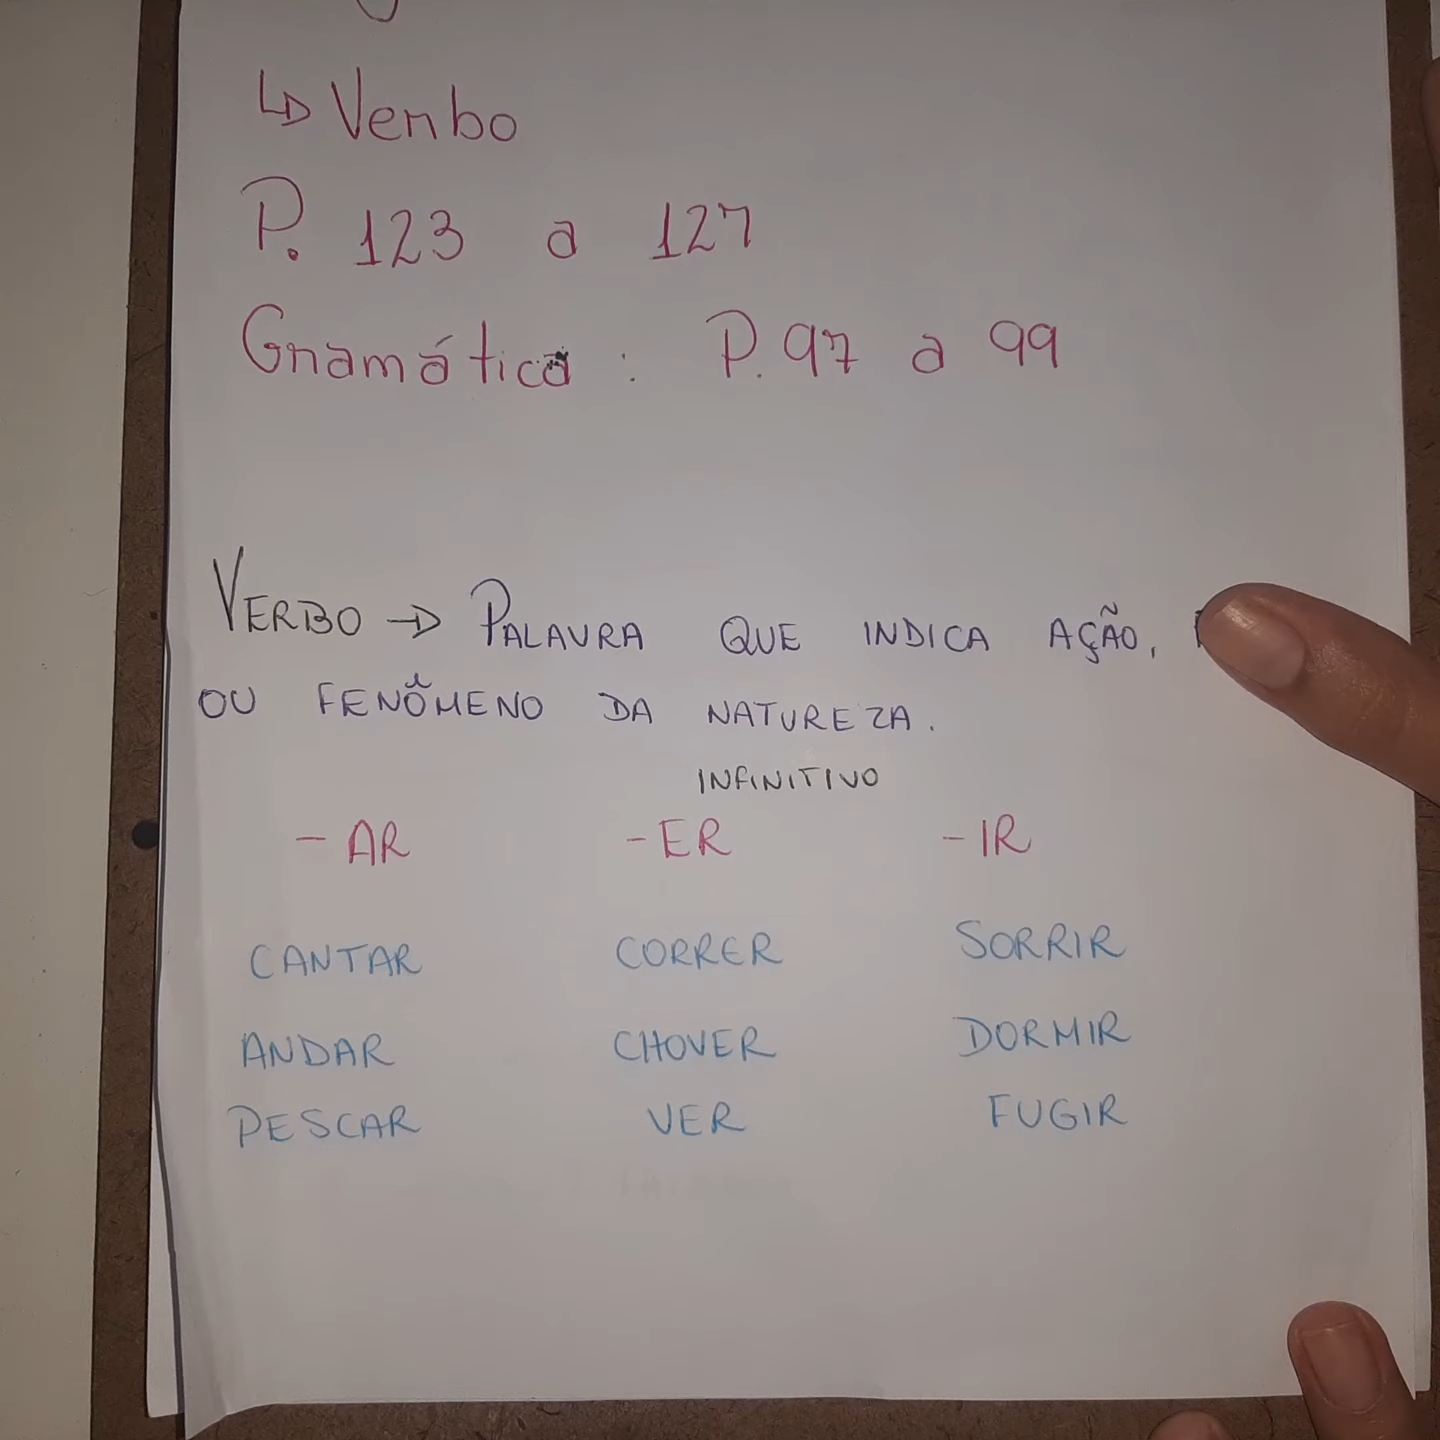 ↳ Verbo
P. 123 a 127
Gramática : P. 97 a 99
VERBO → PALAVRA QUE INDICA AÇÃO,
OU FENÔMENO DA NATUREZA.
INFINITIVO
- AR - ER - IR
CANTAR CORRER SORRIR
ANDAR CHOVER DORMIR
PESCAR VER FUGIR